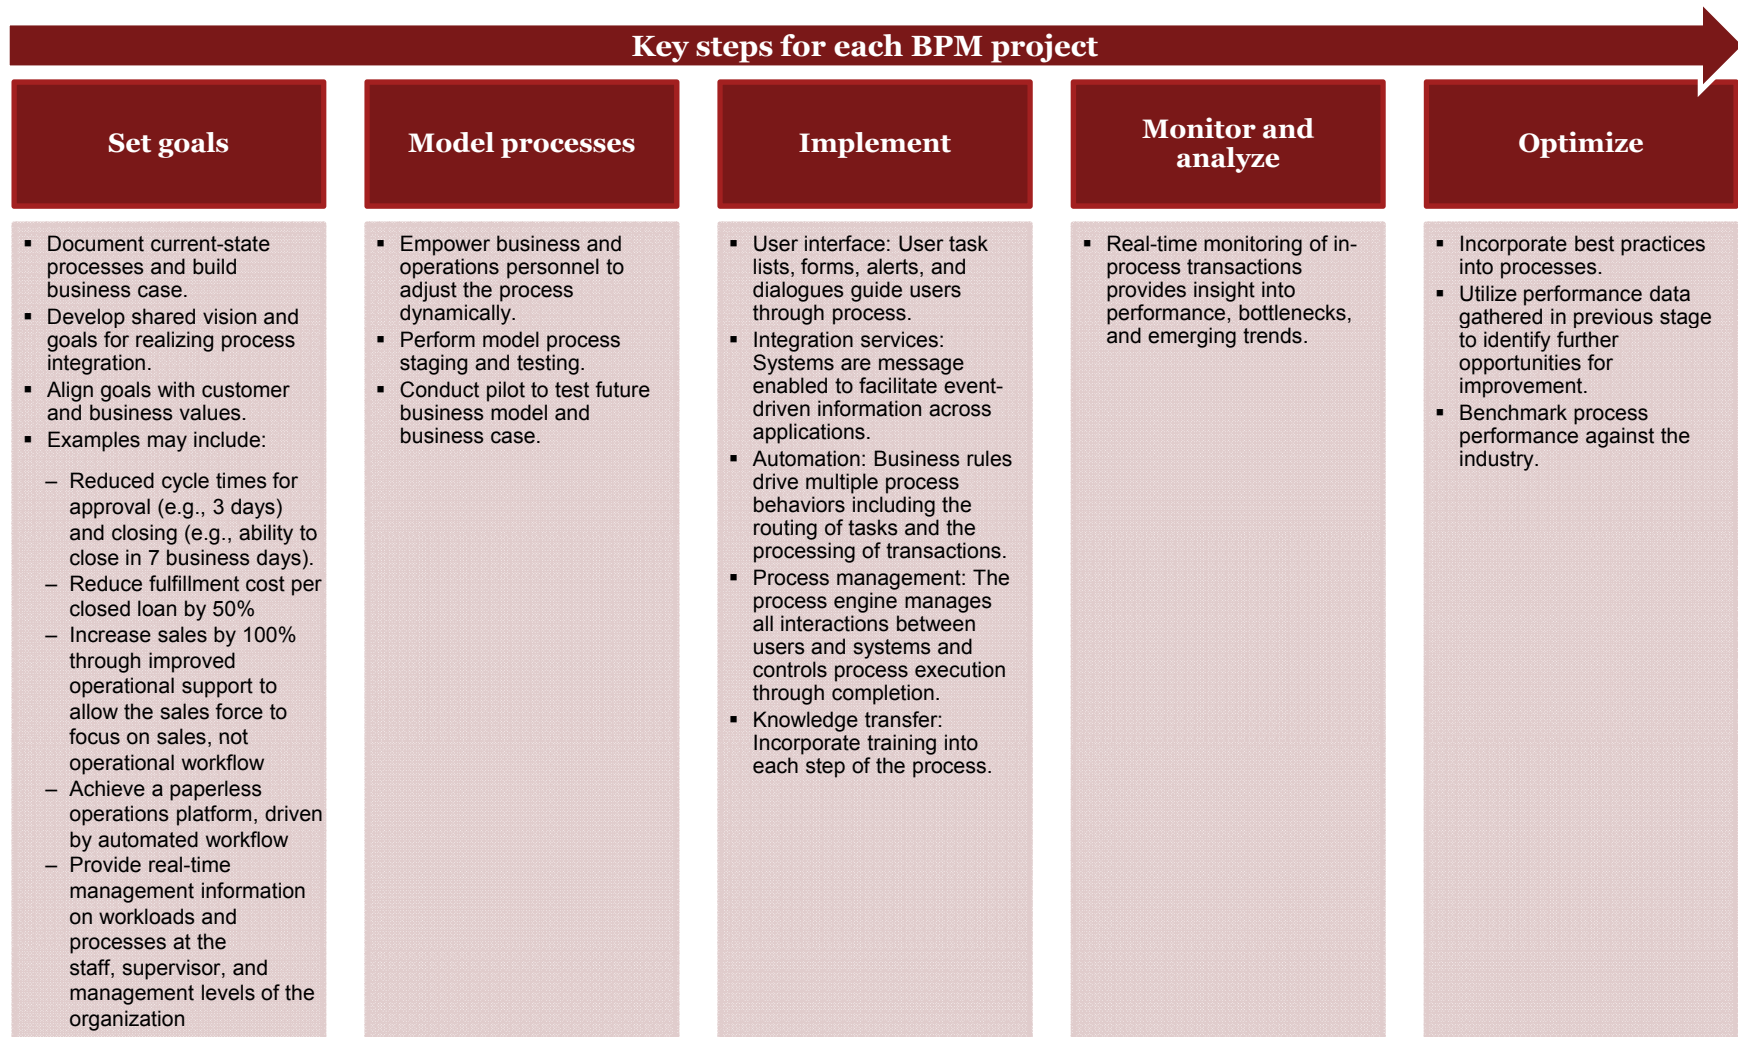 Key steps for each BPM project
Set goals
▪ Document current-state
processes and build
business case.
▪ Develop shared vision and
goals for realizing process
integration.
▪ Align goals with customer
and business values.
▪ Examples may include:
– Reduced cycle times for
approval (e.g., 3 days)
and closing (e.g., ability to
close in 7 business days).
– Reduce fulfillment cost per
closed loan by 50%
– Increase sales by 100%
through improved
operational support to
allow the sales force to
focus on sales, not
operational workflow
– Achieve a paperless
operations platform, driven
by automated workflow
– Provide real-time
management information
on workloads and
processes at the
staff, supervisor, and
management levels of the
organization
Model processes
▪ Empower business and
operations personnel to
adjust the process
dynamically.
▪ Perform model process
staging and testing.
▪ Conduct pilot to test future
business model and
business case.
Implement
▪ User interface: User task
lists, forms, alerts, and
dialogues guide users
through process.
▪ Integration services:
Systems are message
enabled to facilitate event-
driven information across
applications.
▪ Automation: Business rules
drive multiple process
behaviors including the
routing of tasks and the
processing of transactions.
▪ Process management: The
process engine manages
all interactions between
users and systems and
controls process execution
through completion.
▪ Knowledge transfer:
Incorporate training into
each step of the process.
Monitor and
analyze
▪ Real-time monitoring of in-
process transactions
provides insight into
performance, bottlenecks,
and emerging trends.
Optimize
▪ Incorporate best practices
into processes.
▪ Utilize performance data
gathered in previous stage
to identify further
opportunities for
improvement.
▪ Benchmark process
performance against the
industry.